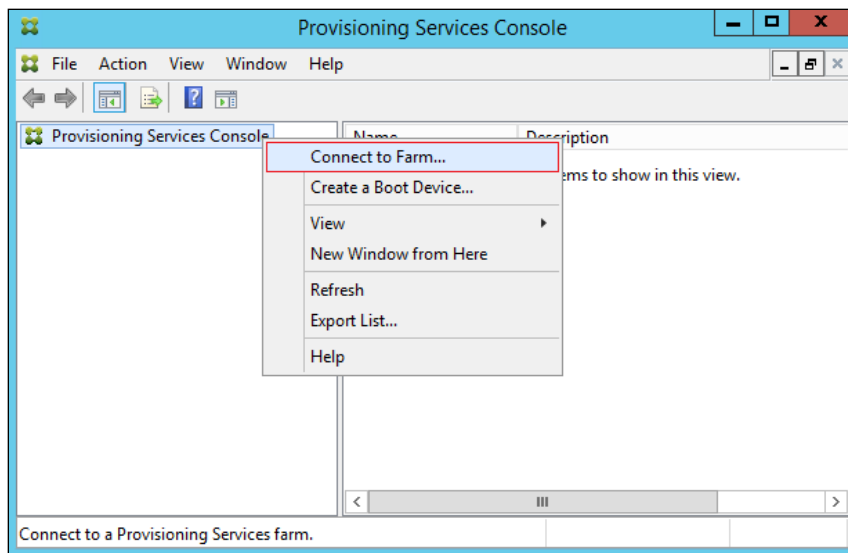 Provisioning Services Console
File Action View Window Help
Provisioning Services Console
Name Description
Connect to Farm...
ems to show in this view.
Create a Boot Device...
View
New Window from Here
Refresh
Export List...
Help
Connect to a Provisioning Services farm.